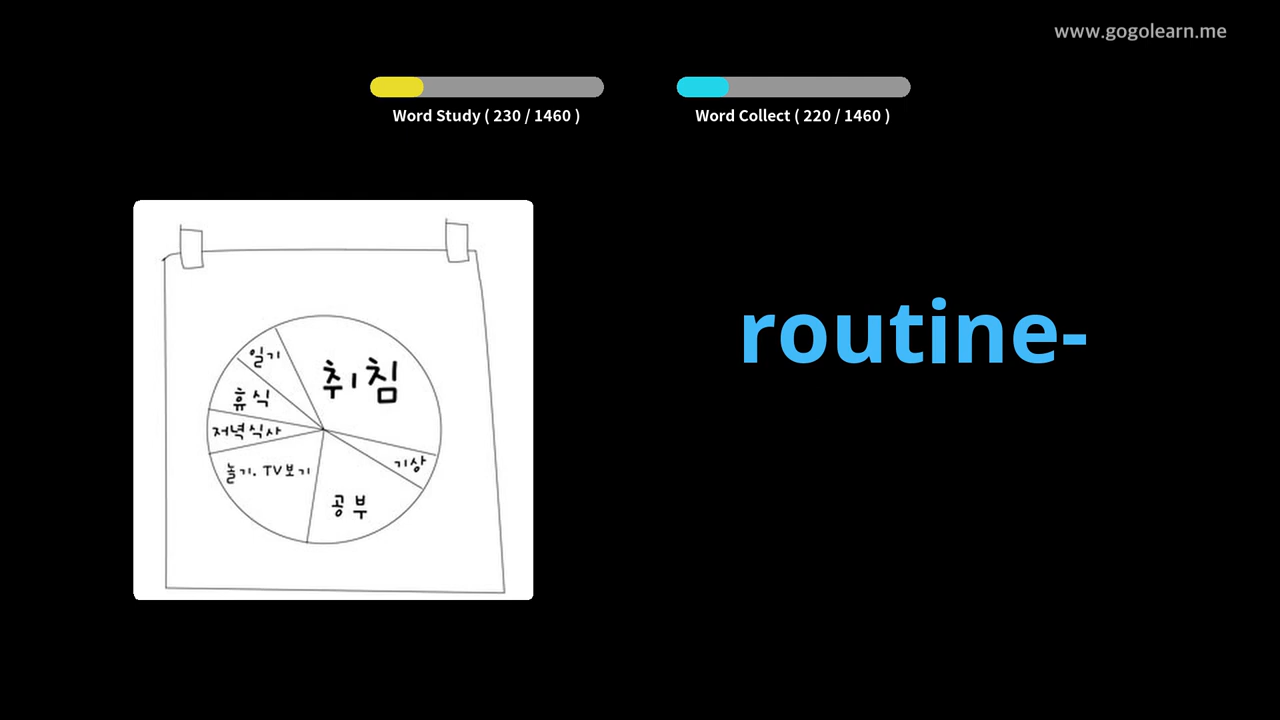 www.gogolearn.me
Word Study ( 230 / 1460 )
Word Collect ( 220 / 1460 )
일기
취침
휴식
저녁식사
놀기. TV보기
기상
공부
routine-